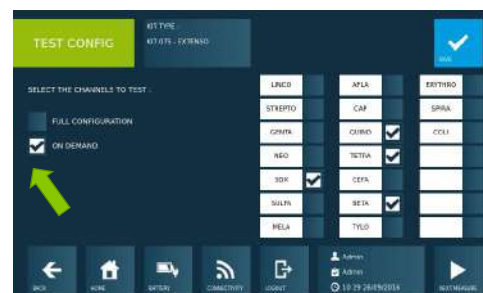 TEST CONFIG
KIT TYPE :
KIT 075 - EXTENSO
SAVE
SELECT THE CHANNELS TO TEST :
FULL CONFIGURATION
ON DEMAND
LINCO AFLA ERYTHRO
STREPTO CAP SPIRA
GENTA QUINO COLI
NEO TETRA
SDX CEFA
SULFA BETA
MELA TYLO
BACK
HOME
BATTERY
CONNECTIVITY
LOGOUT
Admin
Admin
10:29 26/09/2016
NEXT MEASURE